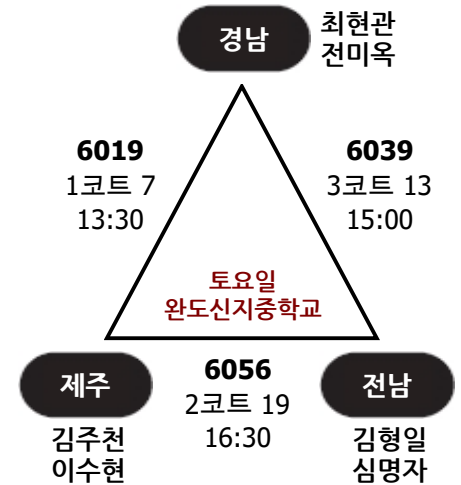 경남
최현관
전미옥
6019
1코트 7
13:30
6039
3코트 13
15:00
토요일
완도신지중학교
제주
김주천
이수현
6056
2코트 19
16:30
전남
김형일
심명자